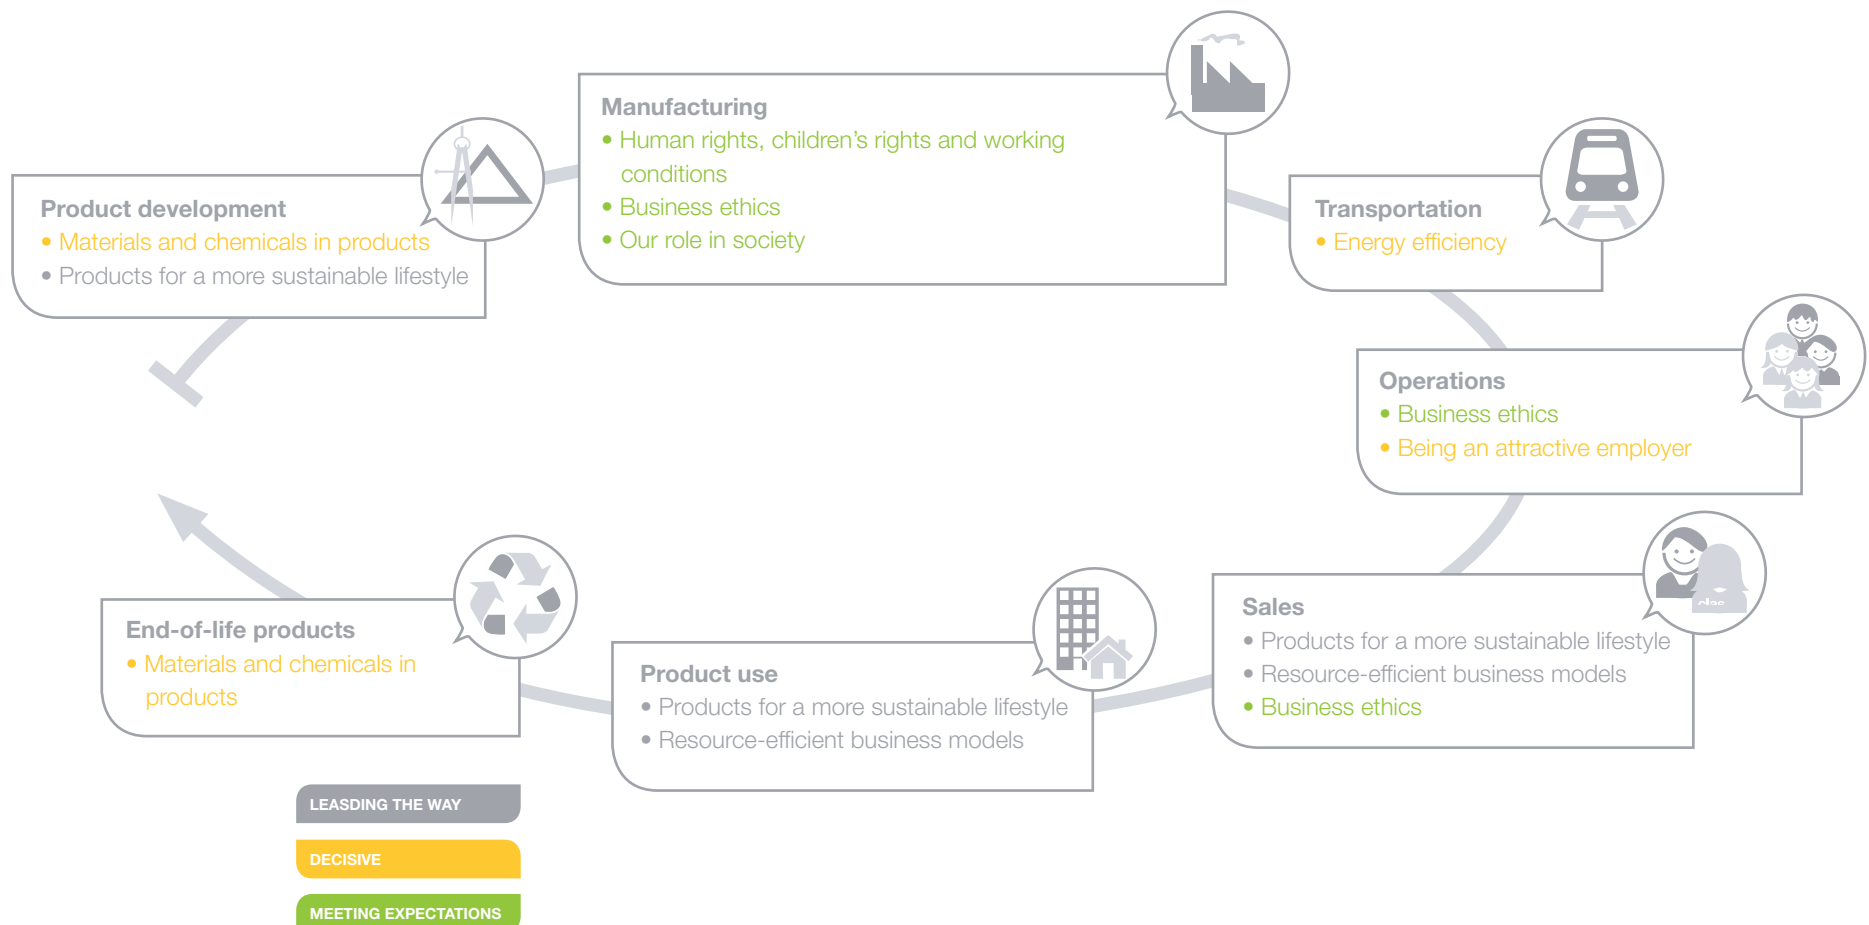 Product development
• Materials and chemicals in products
• Products for a more sustainable lifestyle
Manufacturing
• Human rights, children’s rights and working
conditions
• Business ethics
• Our role in society
Transportation
• Energy efficiency
Operations
• Business ethics
• Being an attractive employer
Sales
• Products for a more sustainable lifestyle
• Resource-efficient business models
• Business ethics
Product use
• Products for a more sustainable lifestyle
• Resource-efficient business models
End-of-life products
• Materials and chemicals in
products
LEASDING THE WAY
DECISIVE
MEETING EXPECTATIONS